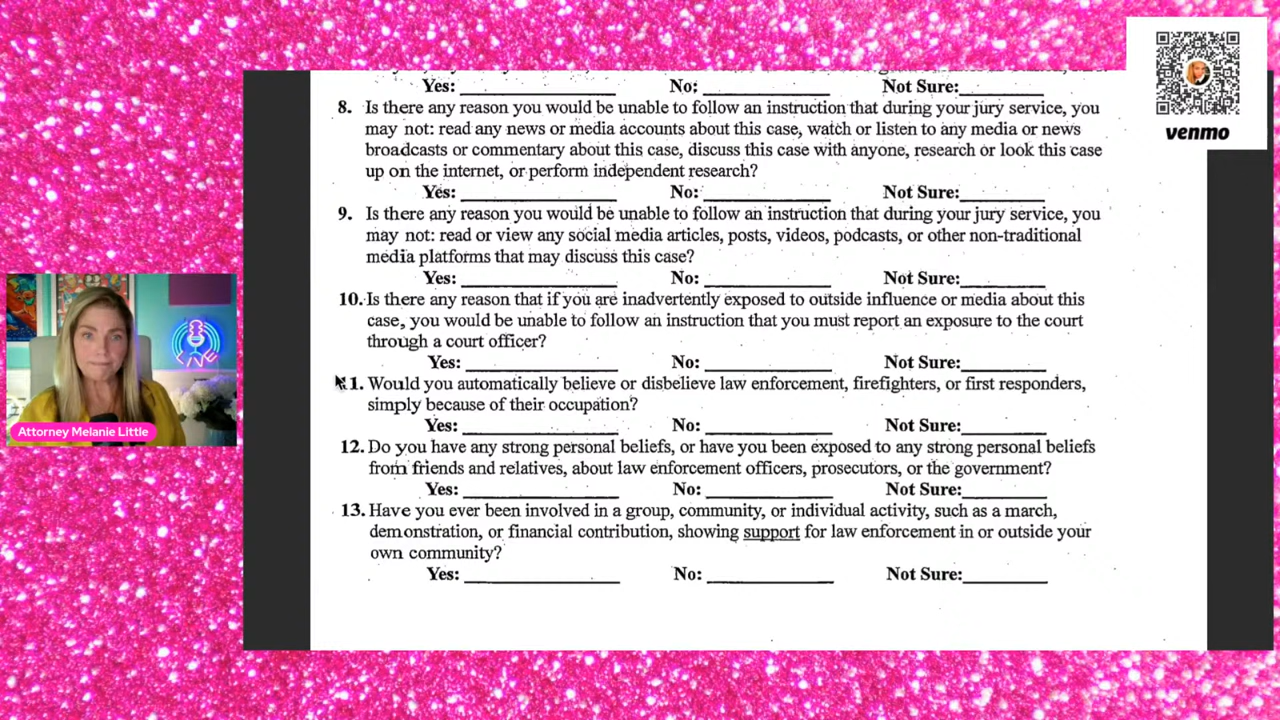 Yes: No: Not Sure:
8. Is there any reason you would be unable to follow an instruction that during your jury service, you
may not: read any news or media accounts about this case, watch or listen to any media or news
broadcasts or commentary about this case, discuss this case with anyone, research or look this case
up on the internet, or perform independent research?
Yes: No: Not Sure:
9. Is there any reason you would be unable to follow an instruction that during your jury service, you
may not: read or view any social media articles, posts, videos, podcasts, or other non-traditional
media platforms that may discuss this case?
Yes: No: Not Sure:
10. Is there any reason that if you are inadvertently exposed to outside influence or media about this
case, you would be unable to follow an instruction that you must report an exposure to the court
through a court officer?
Yes: No: Not Sure:
11. Would you automatically believe or disbelieve law enforcement, firefighters, or first responders,
simply because of their occupation?
Yes: No: Not Sure:
12. Do you have any strong personal beliefs, or have you been exposed to any strong personal beliefs
from friends and relatives, about law enforcement officers, prosecutors, or the government?
Yes: No: Not Sure:
13. Have you ever been involved in a group, community, or individual activity, such as a march,
demonstration, or financial contribution, showing support for law enforcement in or outside your
own community?
Yes: No: Not Sure:
venmo
LIVE
Attorney Melanie Little